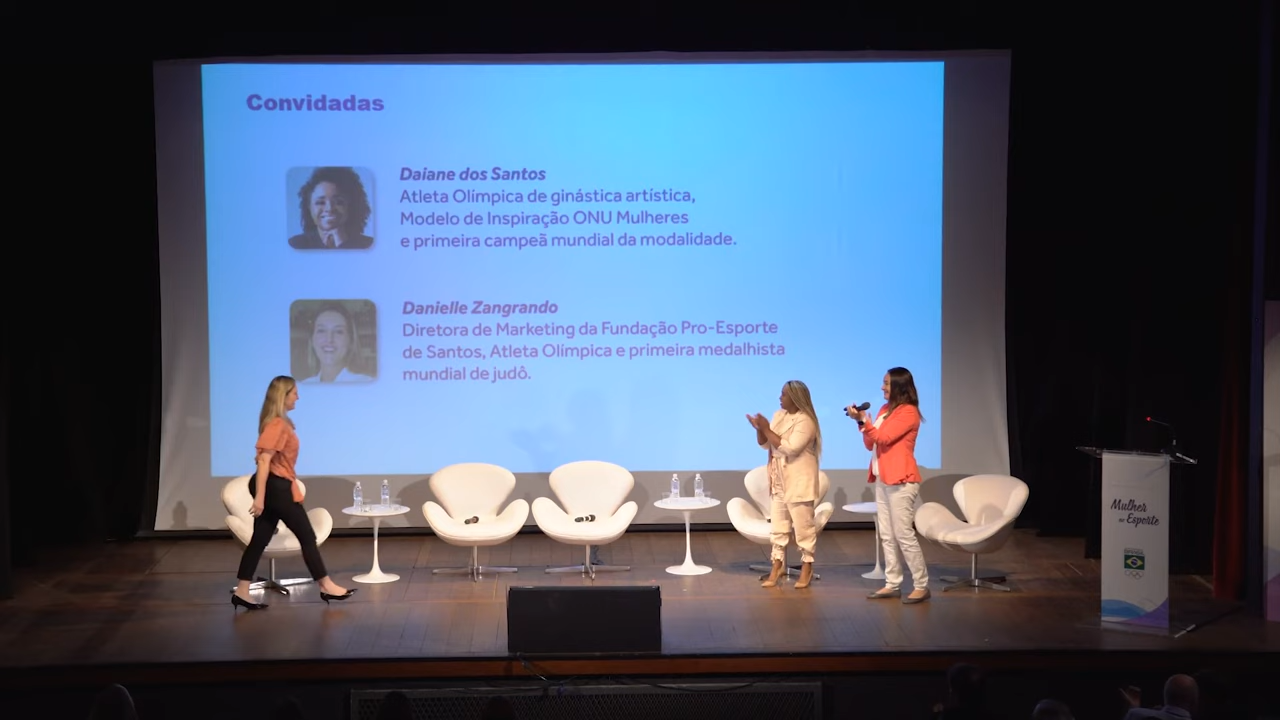 Convidadas
Daiane dos Santos
Atleta Olímpica de ginástica artística,
Modelo de Inspiração ONU Mulheres
e primeira campeã mundial da modalidade.
Danielle Zangrando
Diretora de Marketing da Fundação Pro-Esporte
de Santos, Atleta Olímpica e primeira medalhista
mundial de judô.
Mulher
no Esporte